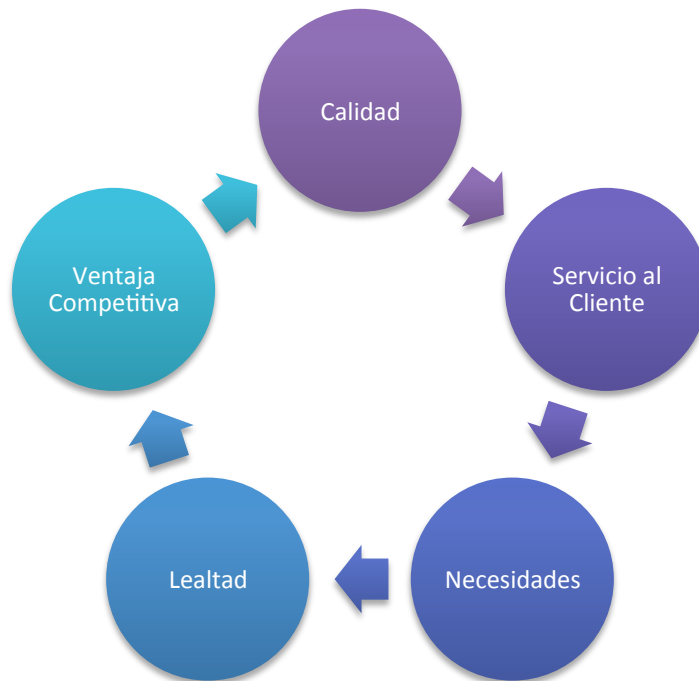 Calidad
Servicio al
Cliente
Necesidades
Lealtad
Ventaja
Competitiva